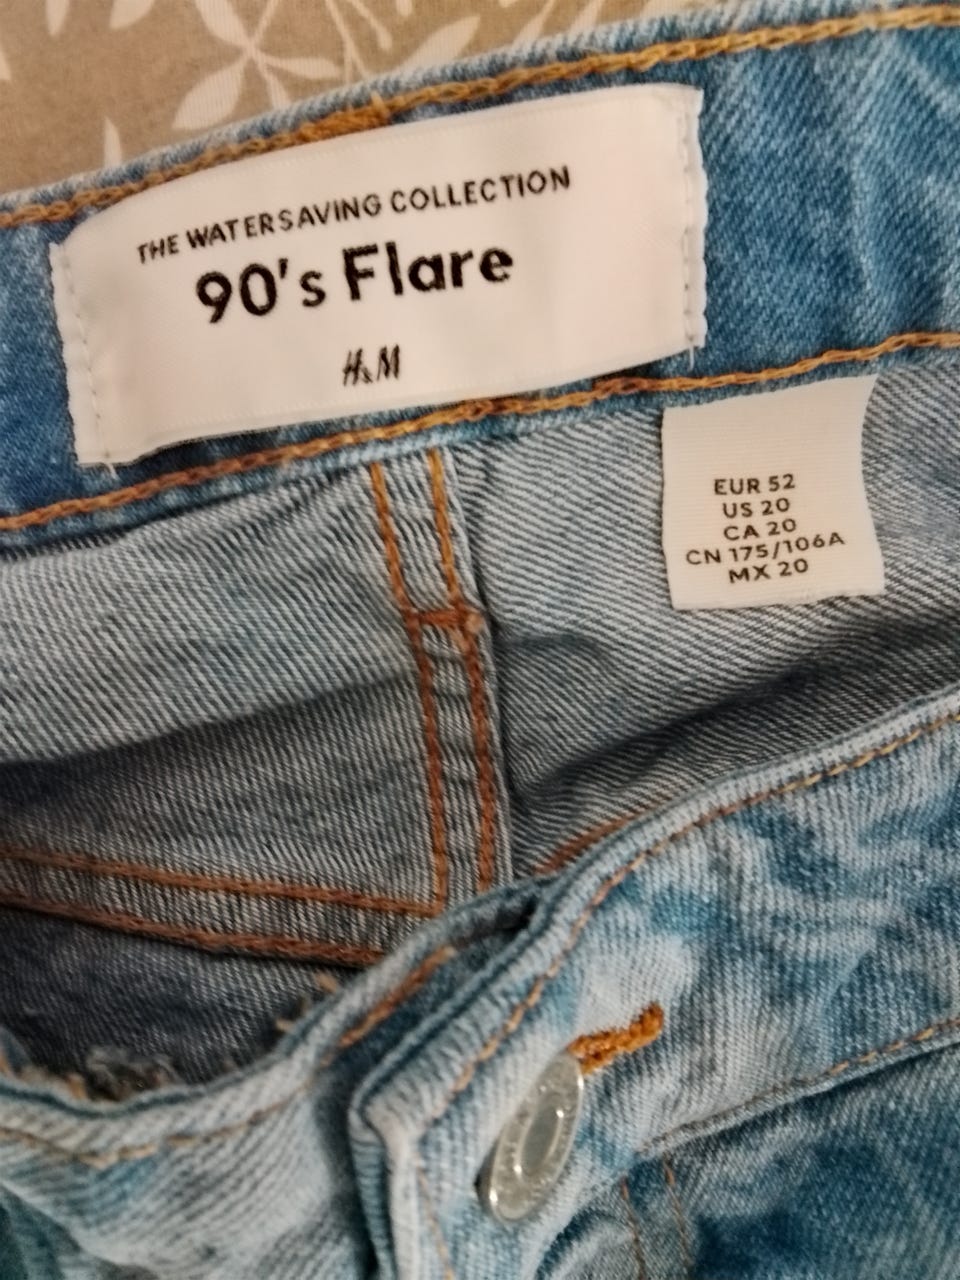 THE WATERSAVING COLLECTION
90's Flare
H&M
EUR 52
US 20
CA 20
CN 175/106A
MX 20